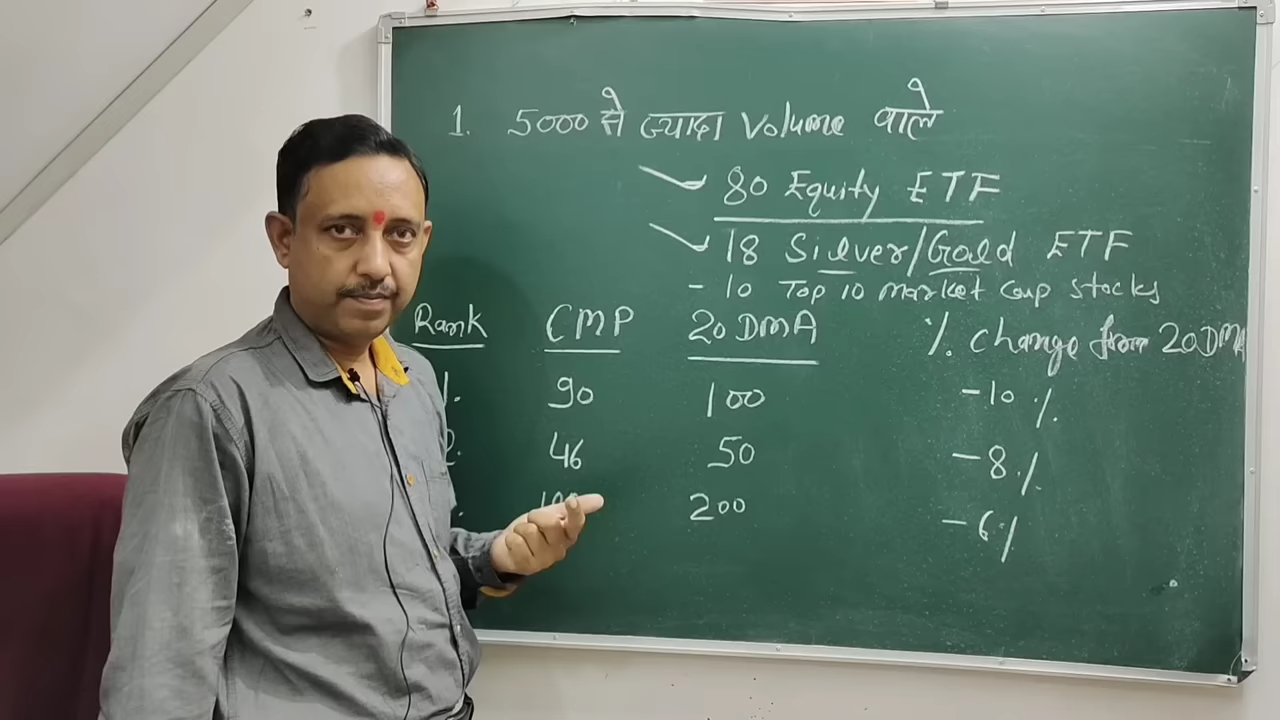 1. 5000 से ज्यादा Volume वाले
80 Equity ETF
18 Silver/Gold ETF
- 10 Top 10 market cap stocks
Rank CMP 20 DMA % change from 20DMA
1. 90 100 -10 %
2. 46 50 -8 %
200 -6 %